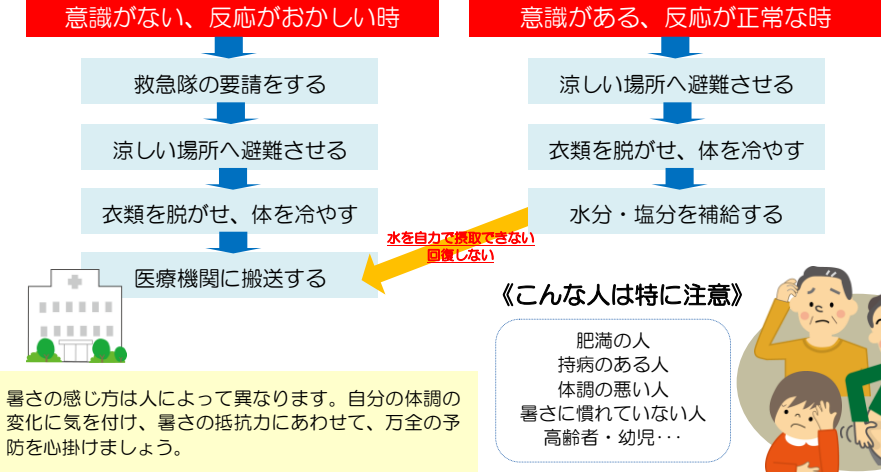 意識がない、反応がおかしい時
救急隊の要請をする
涼しい場所へ避難させる
衣類を脱がせ、体を冷やす
医療機関に搬送する
意識がある、反応が正常な時
涼しい場所へ避難させる
衣類を脱がせ、体を冷やす
水分・塩分を補給する
水を自力で摂取できない
回復しない
《こんな人は特に注意》
肥満の人
持病のある人
体調の悪い人
暑さに慣れていない人
高齢者・幼児･･･
暑さの感じ方は人によって異なります。自分の体調の
変化に気を付け、暑さの抵抗力にあわせて、万全の予
防を心掛けましょう。